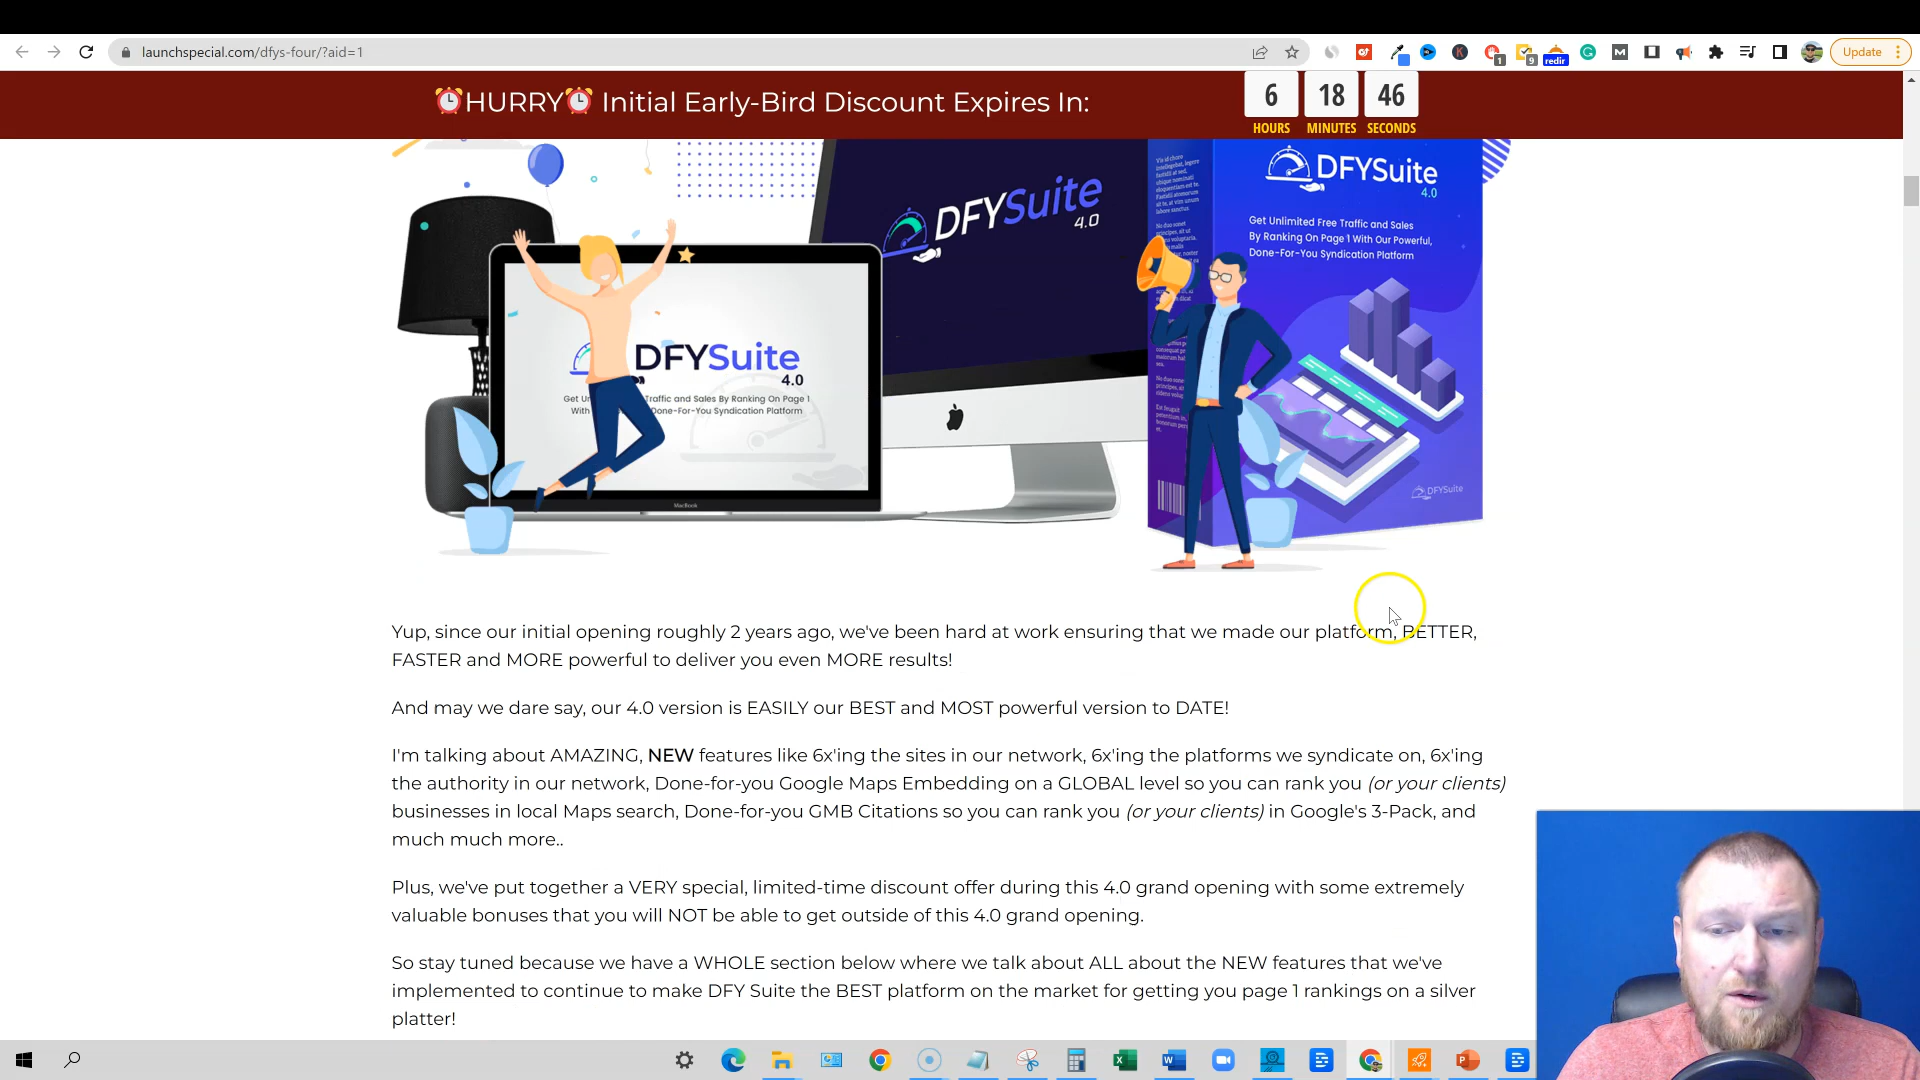 launchspecial.com/dfys-four/?aid=1
1
9
redir
Update
⏰HURRY⏰ Initial Early-Bird Discount Expires In:
6 18 46
HOURS MINUTES SECONDS
DFYSuite
4.0
Get Unlimited Free Traffic and Sales
By Ranking On Page 1 With Our Powerful,
Done-For-You Syndication Platform
DFYSuite
4.0
DFYSuite
4.0
Get Un Traffic and Sales By Ranking On Page 1
With Done-For-You Syndication Platform
MacBook
DFYSuite
Yup, since our initial opening roughly 2 years ago, we've been hard at work ensuring that we made our platform, BETTER,
FASTER and MORE powerful to deliver you even MORE results!
And may we dare say, our 4.0 version is EASILY our BEST and MOST powerful version to DATE!
I'm talking about AMAZING, NEW features like 6x'ing the sites in our network, 6x'ing the platforms we syndicate on, 6x'ing
the authority in our network, Done-for-you Google Maps Embedding on a GLOBAL level so you can rank you (or your clients)
businesses in local Maps search, Done-for-you GMB Citations so you can rank you (or your clients) in Google's 3-Pack, and
much much more..
Plus, we've put together a VERY special, limited-time discount offer during this 4.0 grand opening with some extremely
valuable bonuses that you will NOT be able to get outside of this 4.0 grand opening.
So stay tuned because we have a WHOLE section below where we talk about ALL about the NEW features that we've
implemented to continue to make DFY Suite the BEST platform on the market for getting you page 1 rankings on a silver
platter!